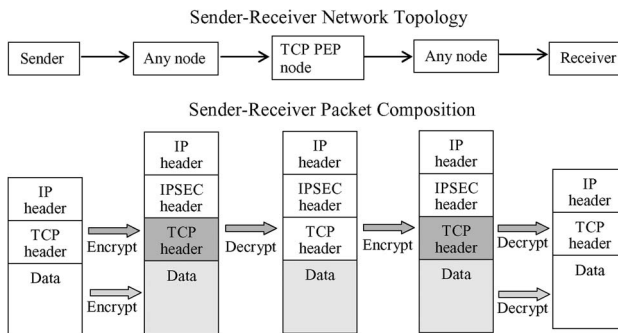 Sender-Receiver Network Topology
Sender
Any node
TCP PEP
node
Any node
Receiver
Sender-Receiver Packet Composition
IP
header
TCP
header
Data
Encrypt
Encrypt
IP
header
IPSEC
header
TCP
header
Data
Decrypt
IP
header
IPSEC
header
TCP
header
Data
Encrypt
IP
header
IPSEC
header
TCP
header
Data
Decrypt
Decrypt
IP
header
TCP
header
Data